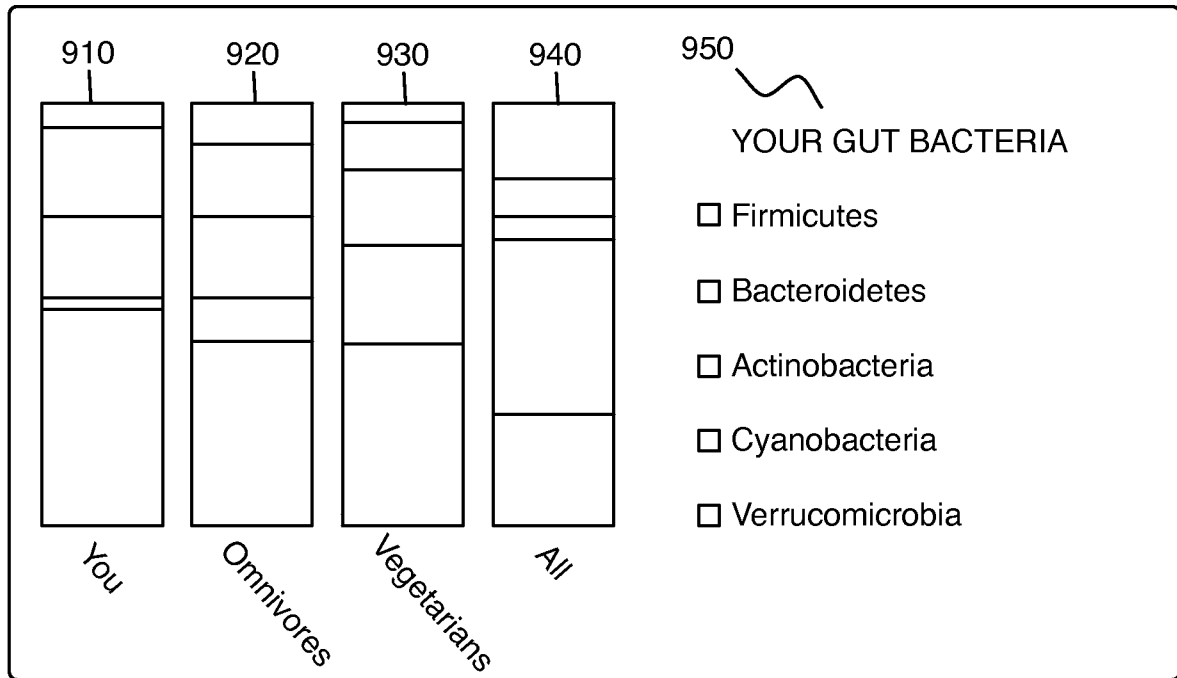 910
920
930
940
950
YOUR GUT BACTERIA
Firmicutes
Bacteroidetes
Actinobacteria
Cyanobacteria
Verrucomicrobia
You
Omnivores
Vegetarians
All